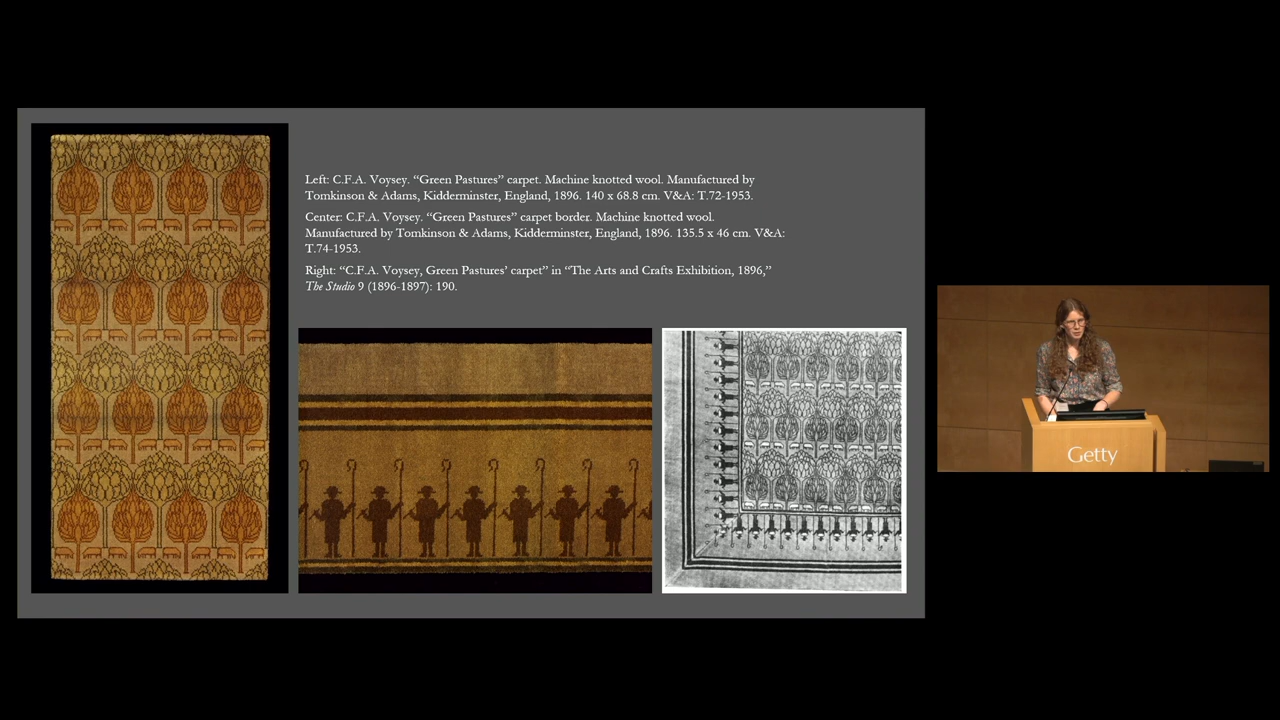 Left: C.F.A. Voysey. “Green Pastures” carpet. Machine knotted wool. Manufactured by
Tomkinson & Adams, Kidderminster, England, 1896. 140 x 68.8 cm. V&A: T.72-1953.
Center: C.F.A. Voysey. “Green Pastures” carpet border. Machine knotted wool.
Manufactured by Tomkinson & Adams, Kidderminster, England, 1896. 135.5 x 46 cm. V&A:
T.74-1953.
Right: “C.F.A. Voysey, Green Pastures’ carpet” in “The Arts and Crafts Exhibition, 1896,”
The Studio 9 (1896-1897): 190.
Getty